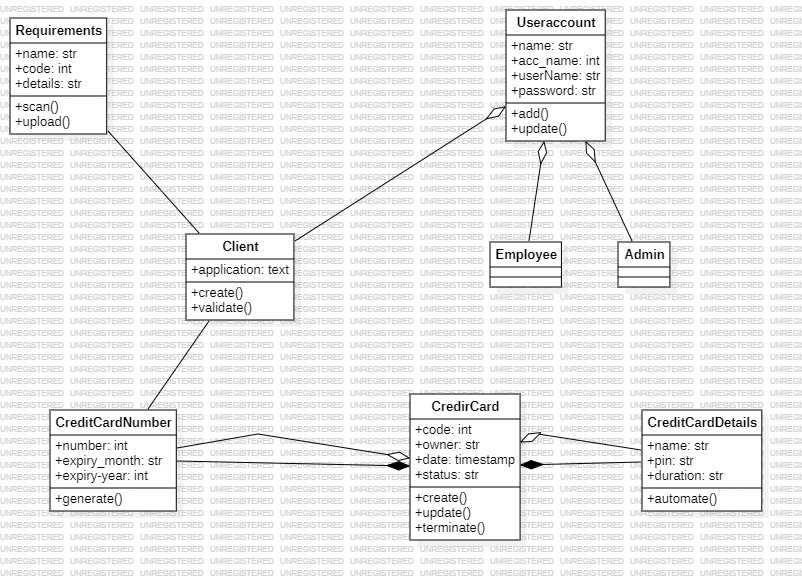 Requirements
+name: str
+code: int
+details: str
+scan()
+upload()
Useraccount
+name: str
+acc_name: int
+userName: str
+password: str
+add()
+update()
Client
+application: text
+create()
+validate()
Employee
Admin
CreditCardNumber
+number: int
+expiry_month: str
+expiry-year: int
+generate()
CredirCard
+code: int
+owner: str
+date: timestamp
+status: str
+create()
+update()
+terminate()
CreditCardDetails
+name: str
+pin: str
+duration: str
+automate()
UNREGISTERED